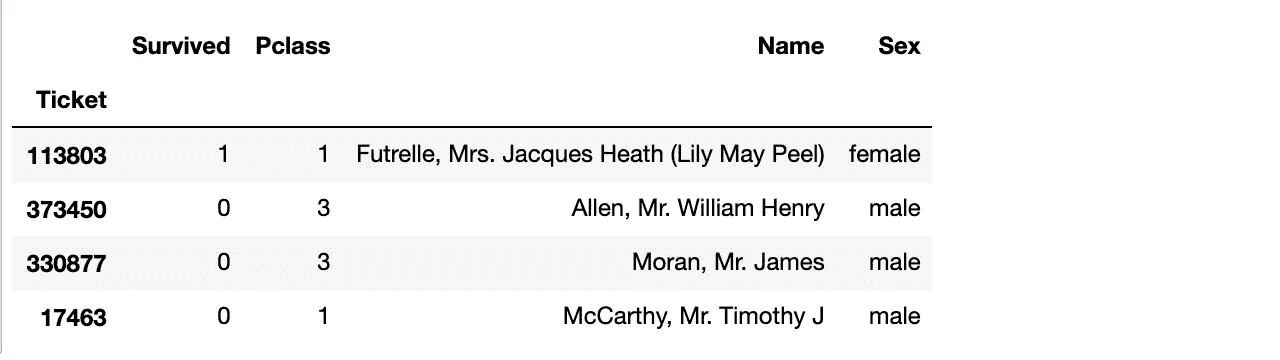 Survived Pclass Name Sex
Ticket
113803 1 1 Futrelle, Mrs. Jacques Heath (Lily May Peel) female
373450 0 3 Allen, Mr. William Henry male
330877 0 3 Moran, Mr. James male
17463 0 1 McCarthy, Mr. Timothy J male